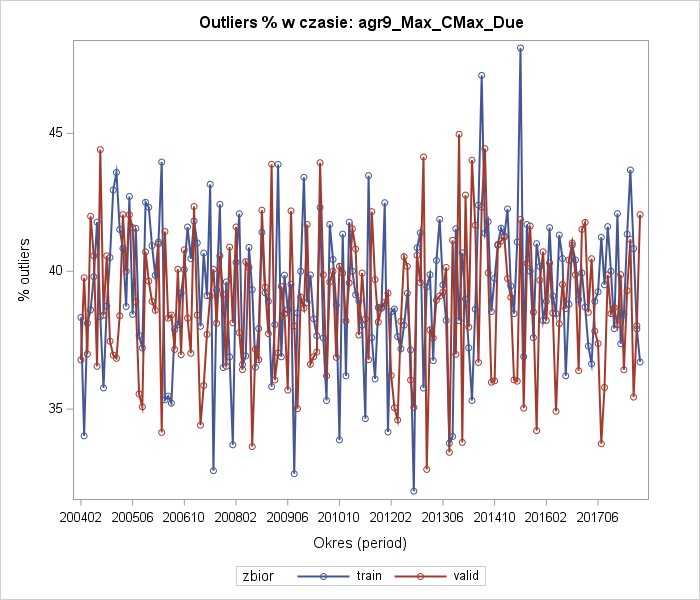 Outliers % w czasie: agr9_Max_CMax_Due
% outliers
45
40
35
200402 200506 200610 200802 200906 201010 201202 201306 201410 201602 201706
Okres (period)
zbior train valid